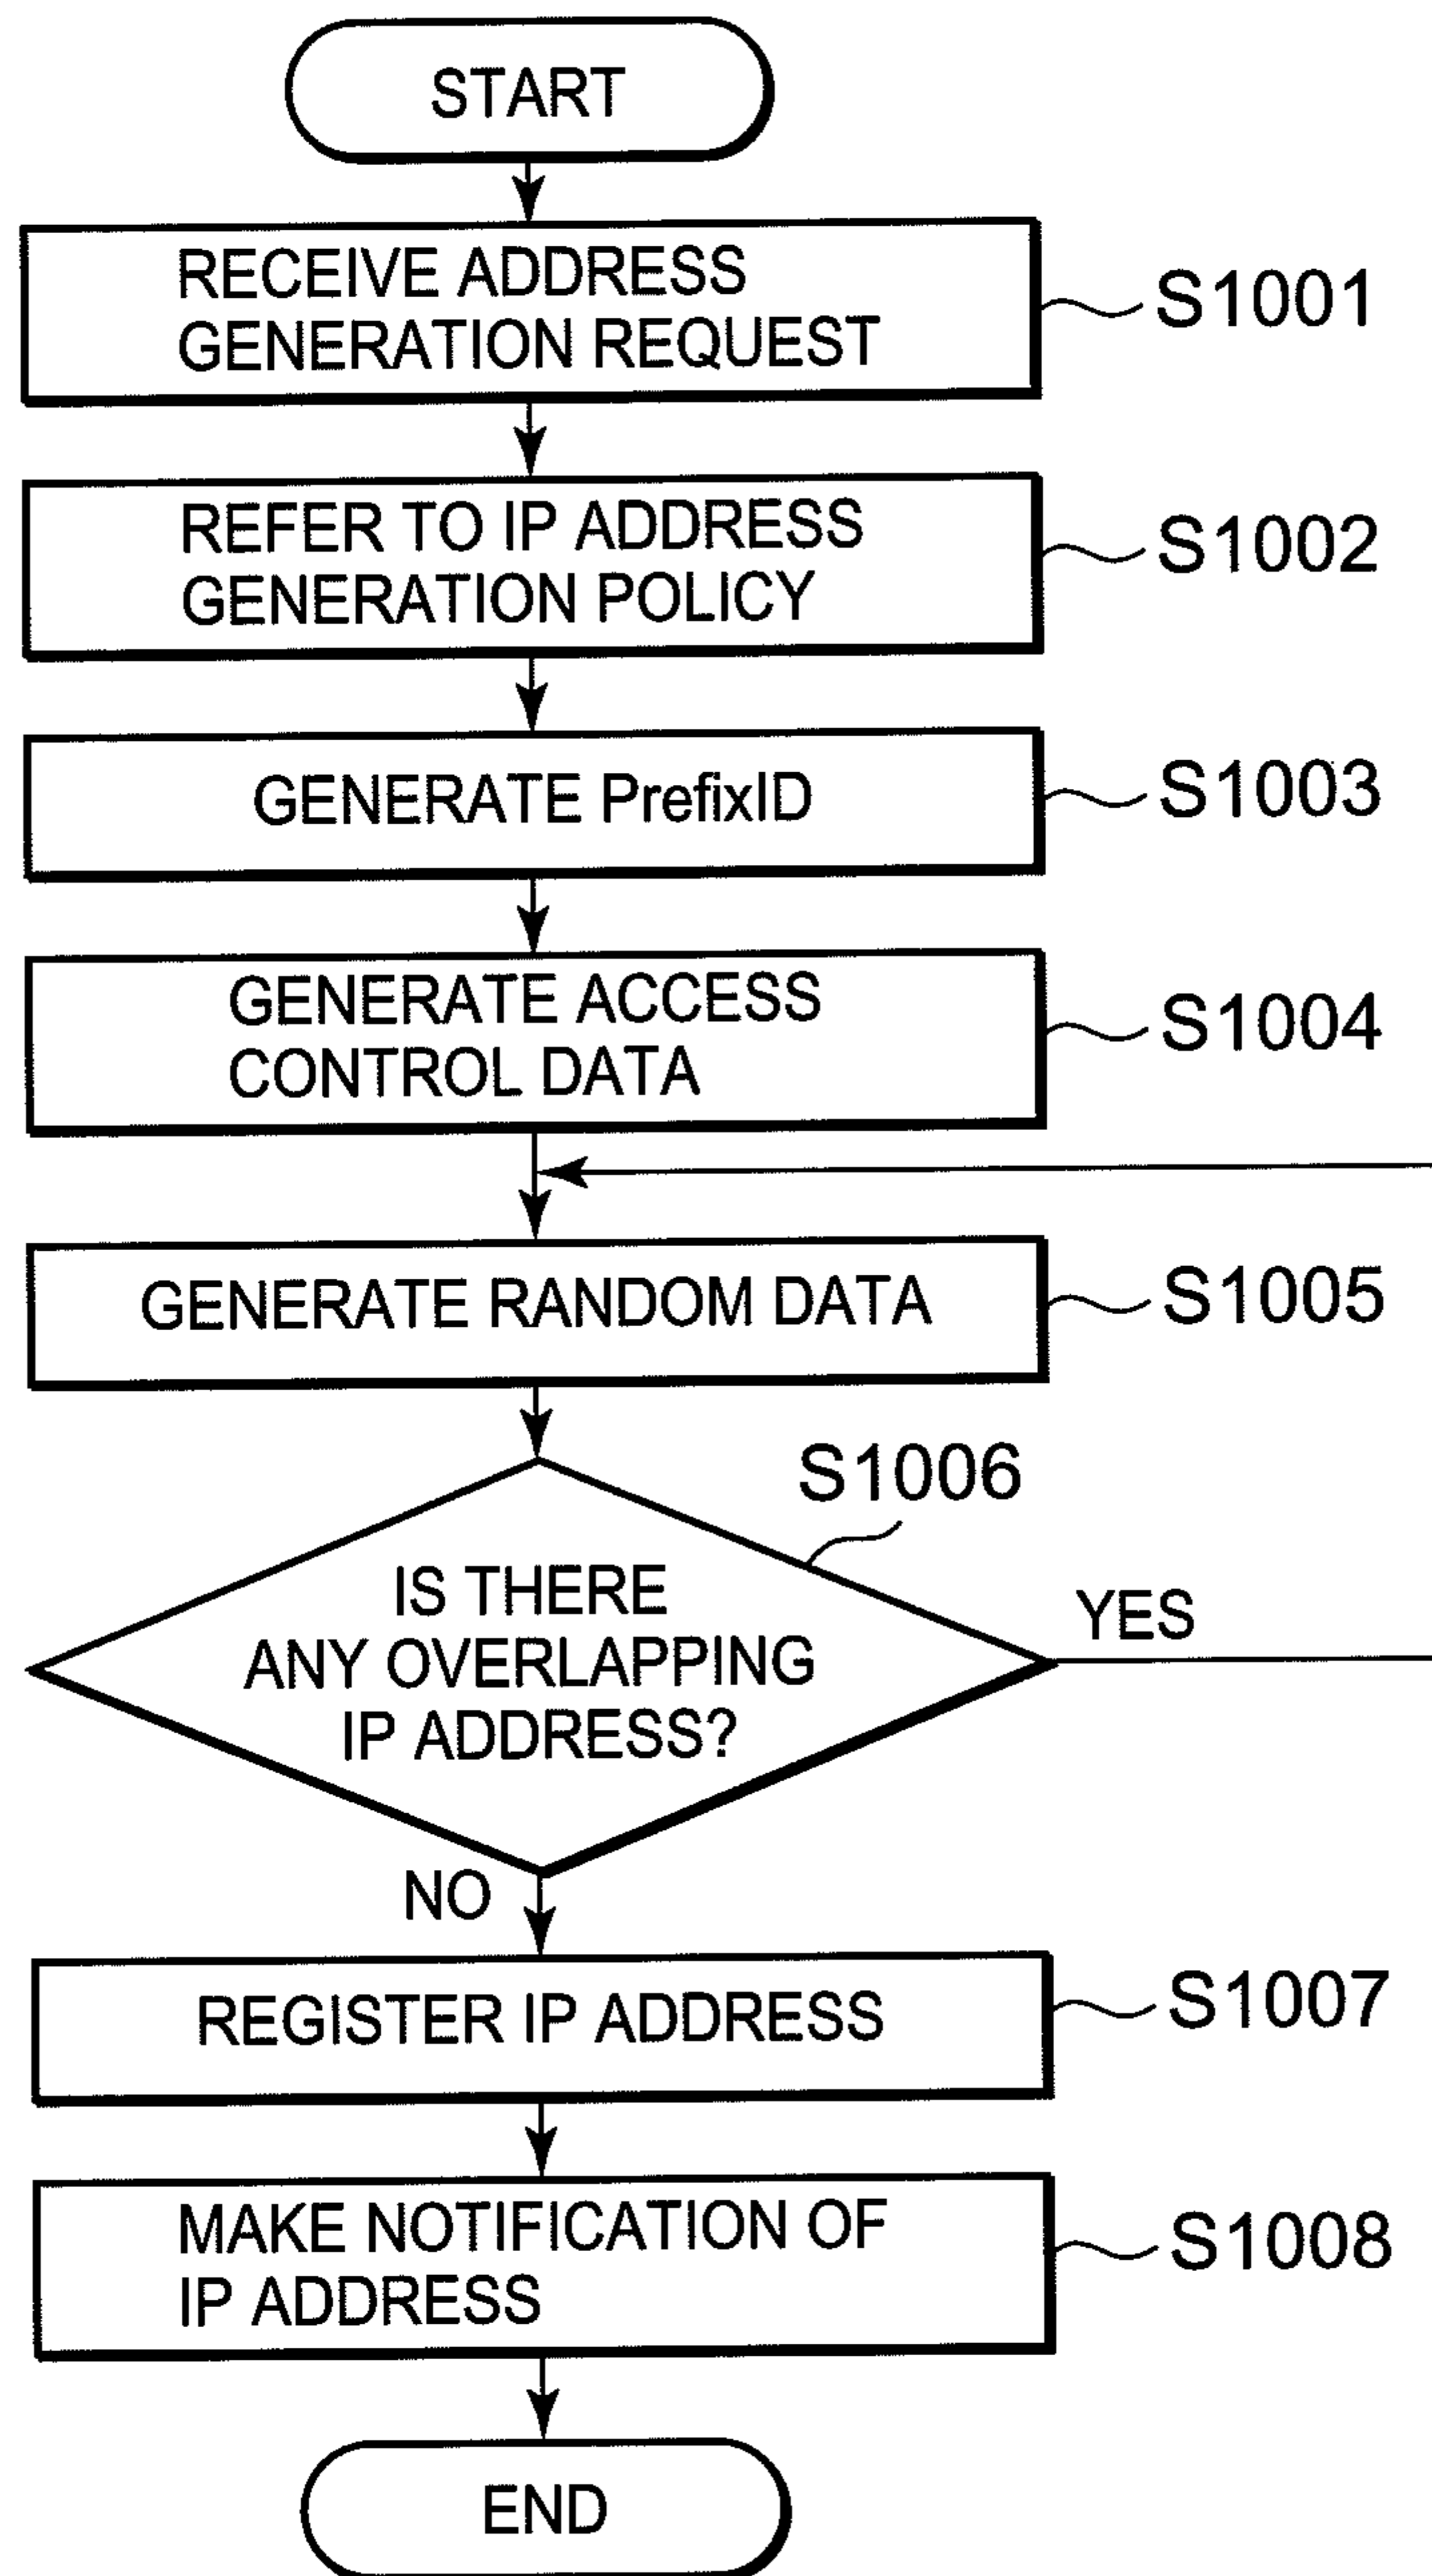 START
RECEIVE ADDRESS
GENERATION REQUEST
S1001
REFER TO IP ADDRESS
GENERATION POLICY
S1002
GENERATE PrefixID
S1003
GENERATE ACCESS
CONTROL DATA
S1004
GENERATE RANDOM DATA
S1005
S1006
IS THERE
ANY OVERLAPPING
IP ADDRESS?
YES
NO
REGISTER IP ADDRESS
S1007
MAKE NOTIFICATION OF
IP ADDRESS
S1008
END